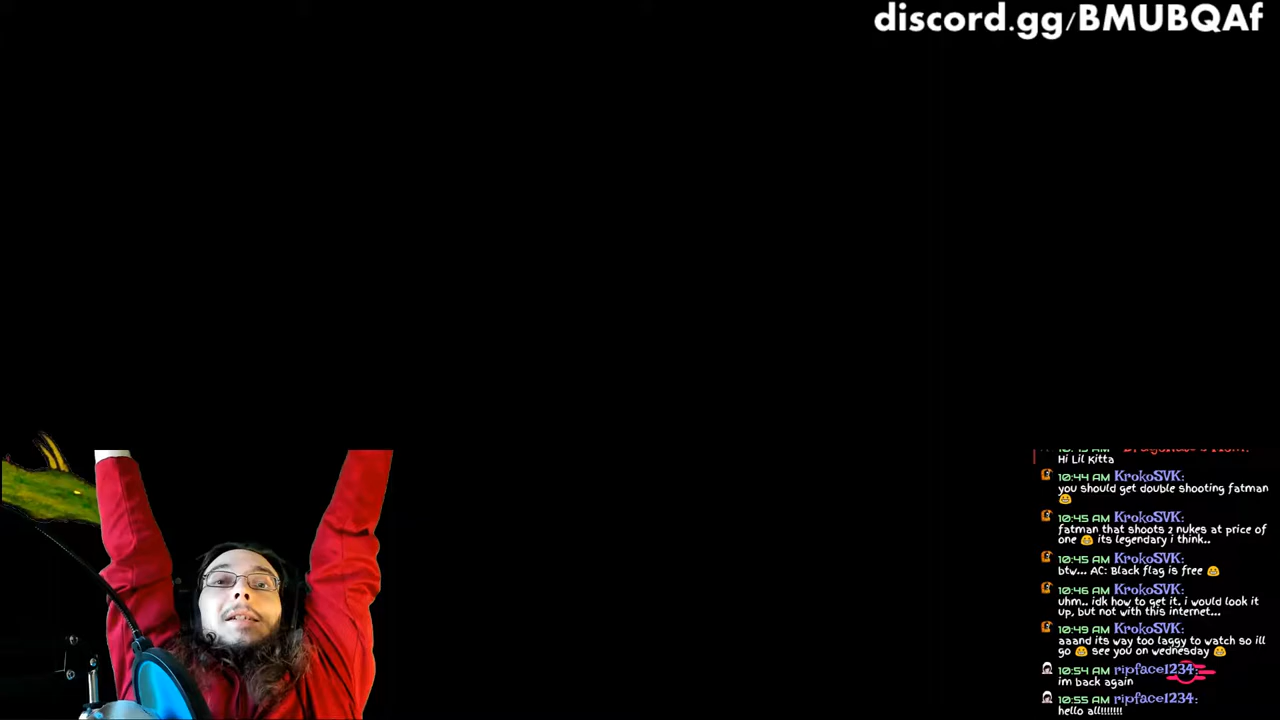 discord.gg/BMUBQAf
Hi Lil Kitta
10:44 AM KrokoSVK:
you should get double shooting fatman
😂
10:45 AM KrokoSVK:
fatman that shoots 2 nukes at price of
one 😂 its legendary i think..
10:45 AM KrokoSVK:
btw... AC: Black flag is free 😂
10:46 AM KrokoSVK:
uhm.. idk how to get it. i would look it
up, but not with this internet...
10:49 AM KrokoSVK:
aaand its way too laggy to watch so ill
go 😂 see you on wednesday 😂
10:54 AM ripface1234:
im back again
10:55 AM ripface1234:
hello all!!!!!!!